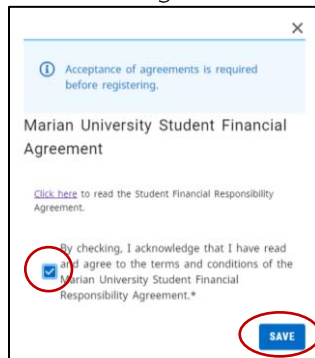 Acceptance of agreements is required
before registering.
Marian University Student Financial
Agreement
Click here to read the Student Financial Responsibility
Agreement.
By checking, I acknowledge that I have read
and agree to the terms and conditions of the
Marian University Student Financial
Responsibility Agreement.*
SAVE